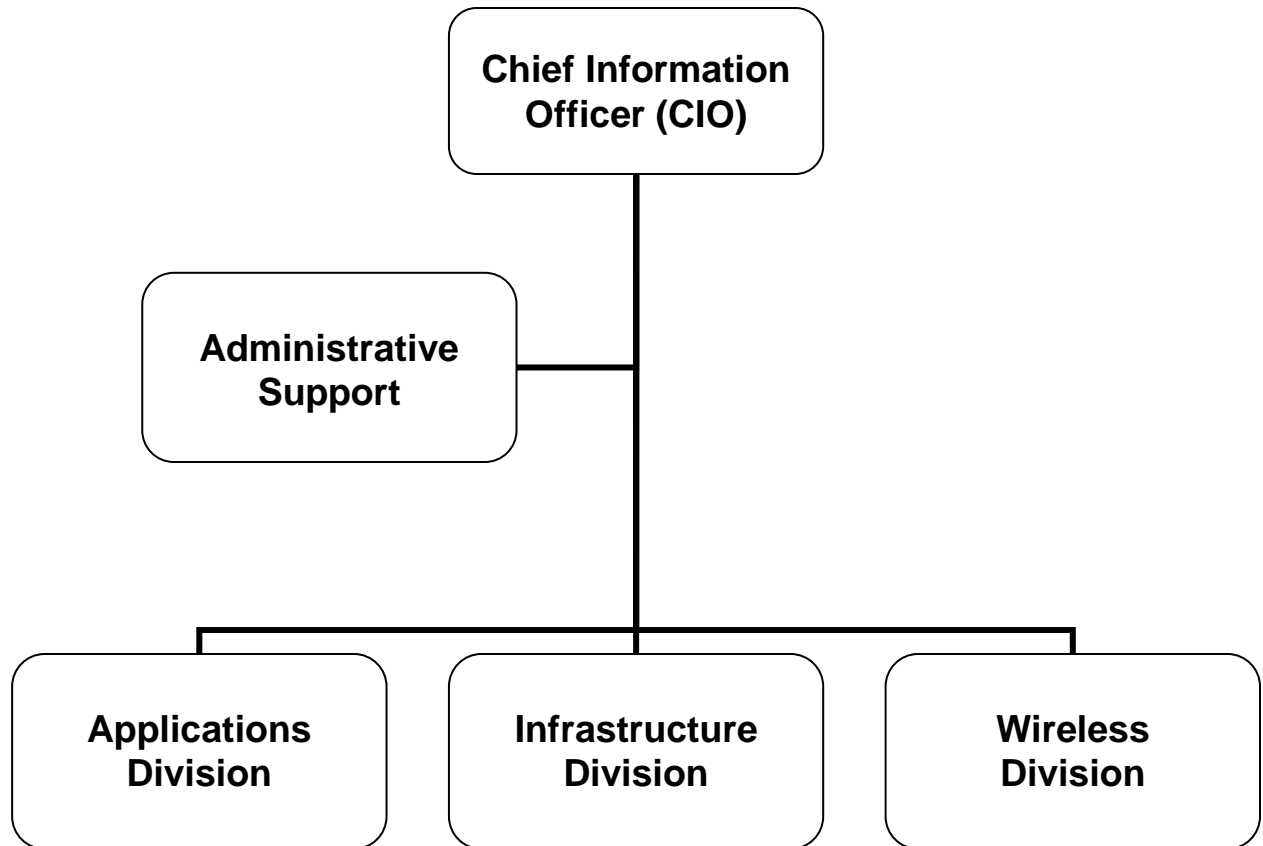 Chief Information
Officer (CIO)
Administrative
Support
Applications
Division
Infrastructure
Division
Wireless
Division